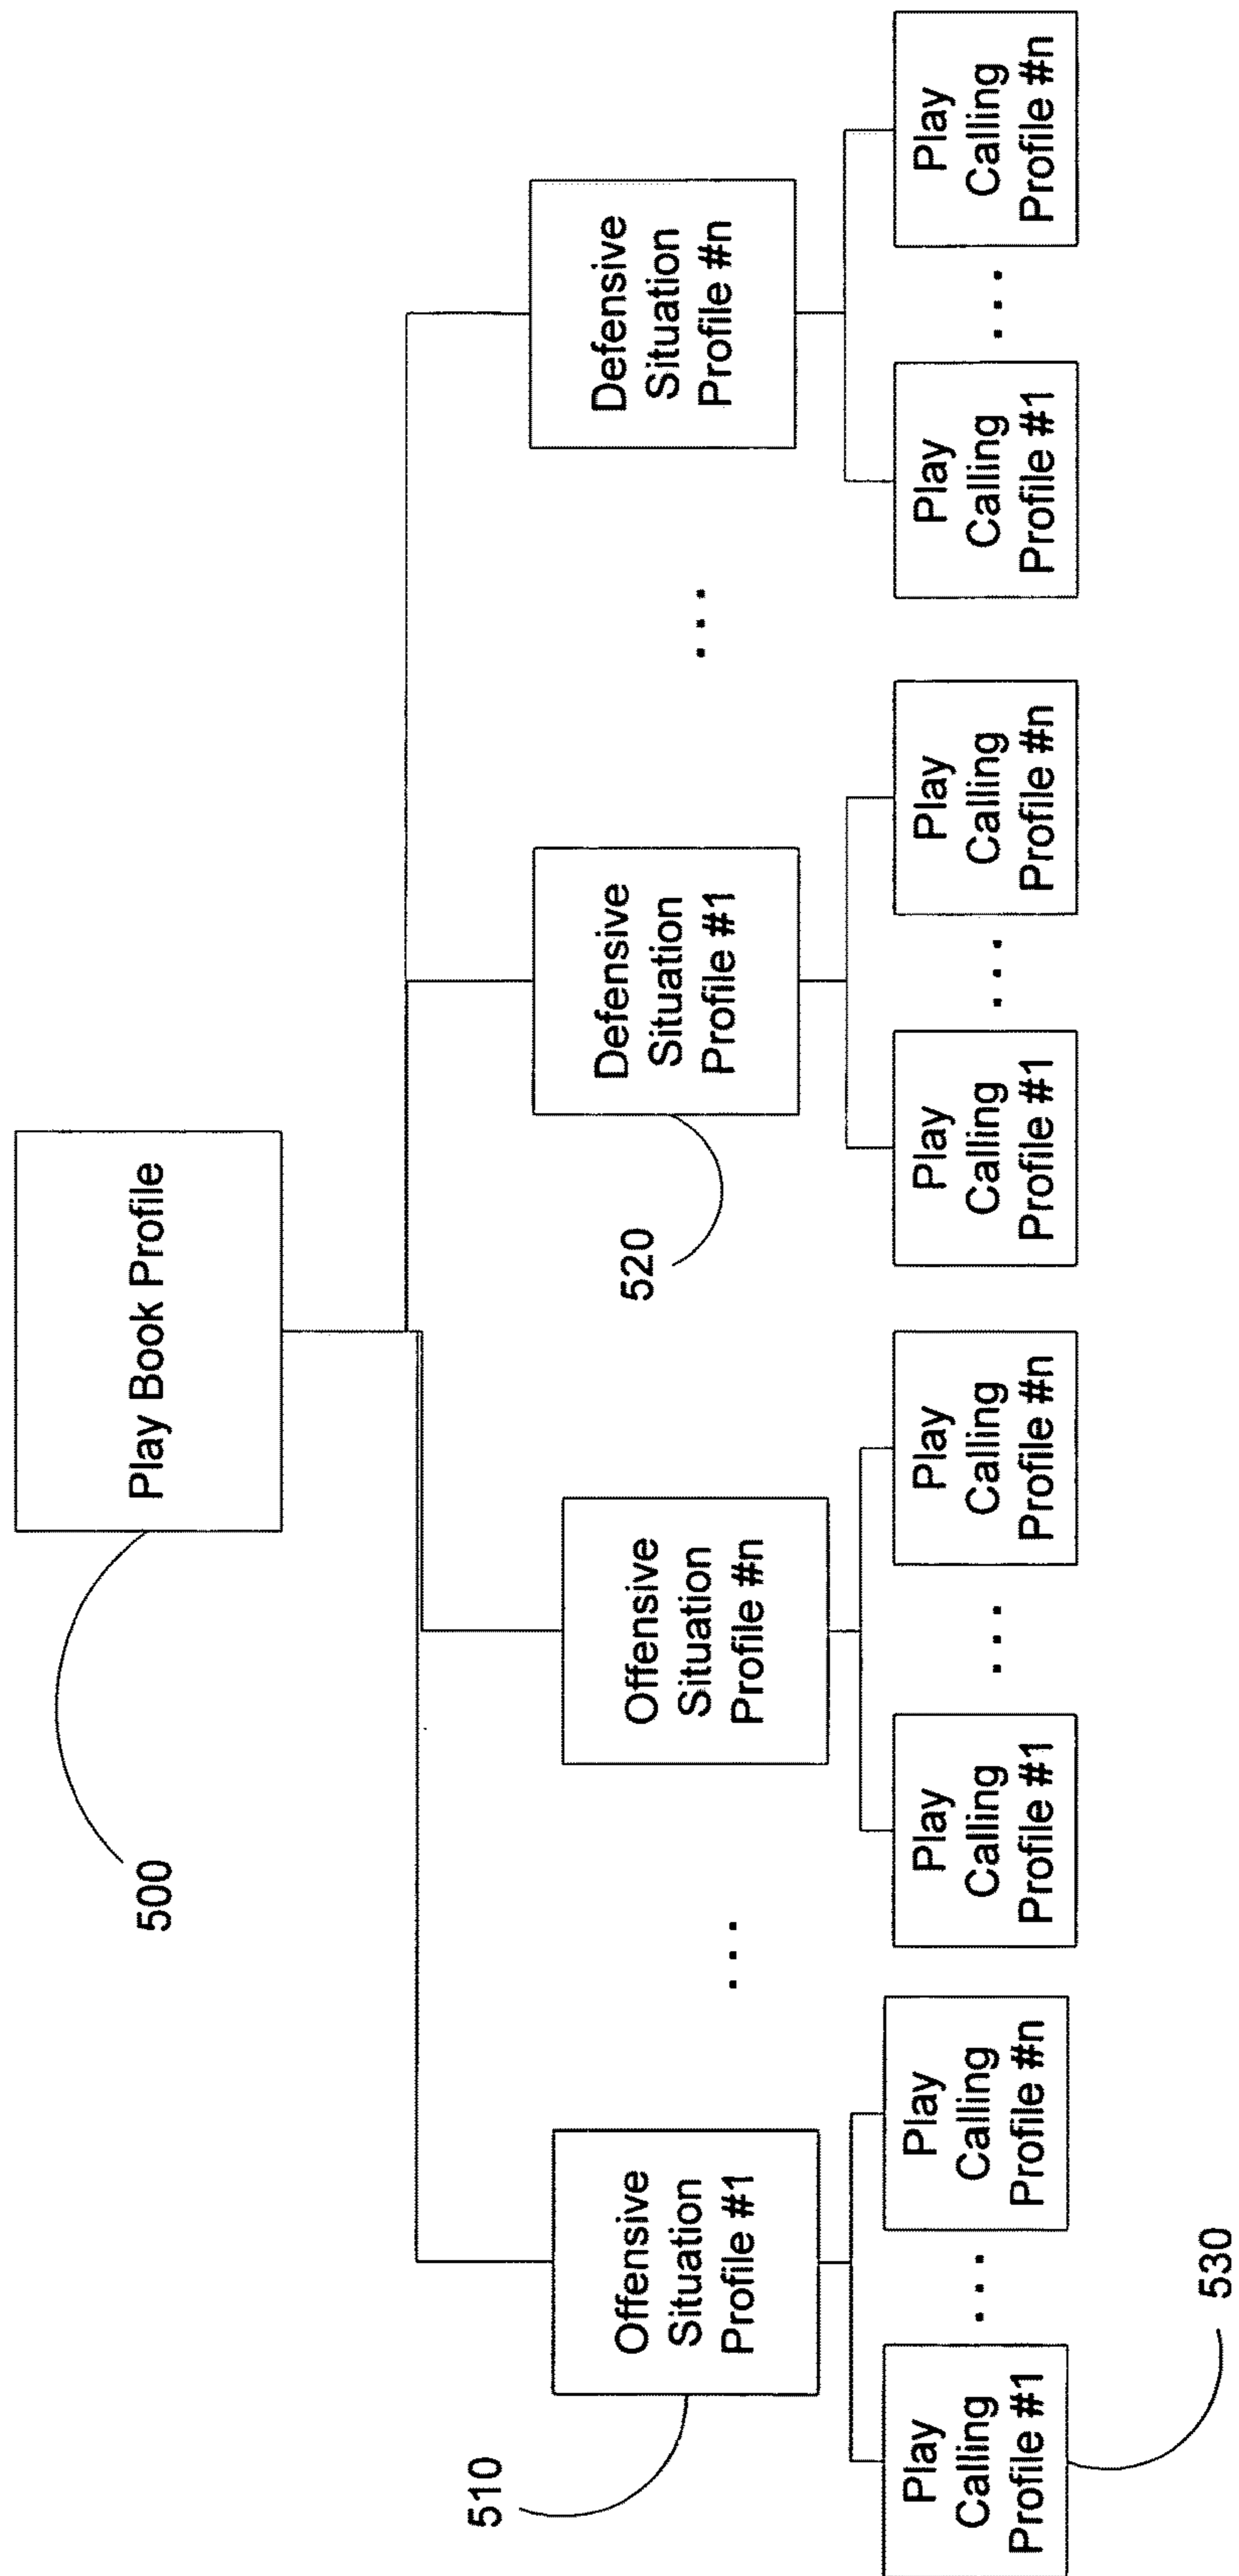 Play Book Profile
500
Offensive
Situation
Profile #1
510
. . .
Offensive
Situation
Profile #n
Defensive
Situation
Profile #1
520
. . .
Defensive
Situation
Profile #n
Play
Calling
Profile #1
530
. . .
Play
Calling
Profile #n
Play
Calling
Profile #1
. . .
Play
Calling
Profile #n
Play
Calling
Profile #1
. . .
Play
Calling
Profile #n
Play
Calling
Profile #1
. . .
Play
Calling
Profile #n